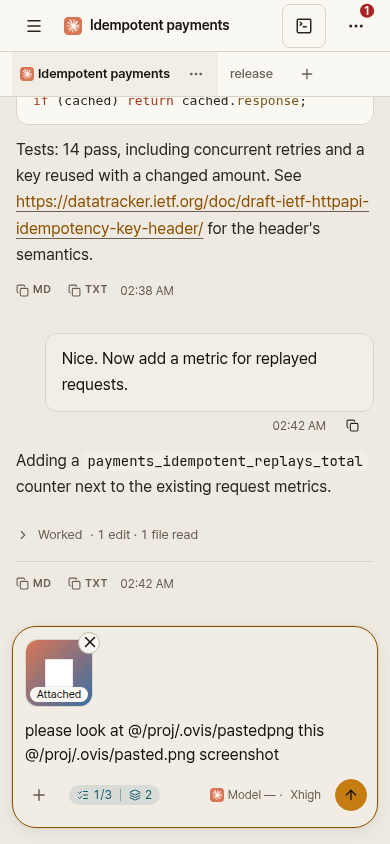 Idempotent payments
1
Idempotent payments
release
if (cached) return cached.response;
Tests: 14 pass, including concurrent retries and a
key reused with a changed amount. See
https://datatracker.ietf.org/doc/draft-ietf-httpapi-
idempotency-key-header/ for the header's
semantics.
MD TXT 02:38 AM
Nice. Now add a metric for replayed
requests.
02:42 AM
Adding a payments_idempotent_replays_total
counter next to the existing request metrics.
Worked · 1 edit · 1 file read
MD TXT 02:42 AM
Attached
please look at @/proj/.ovis/pastedpng this
@/proj/.ovis/pasted.png screenshot
1/3 2 Model — · Xhigh